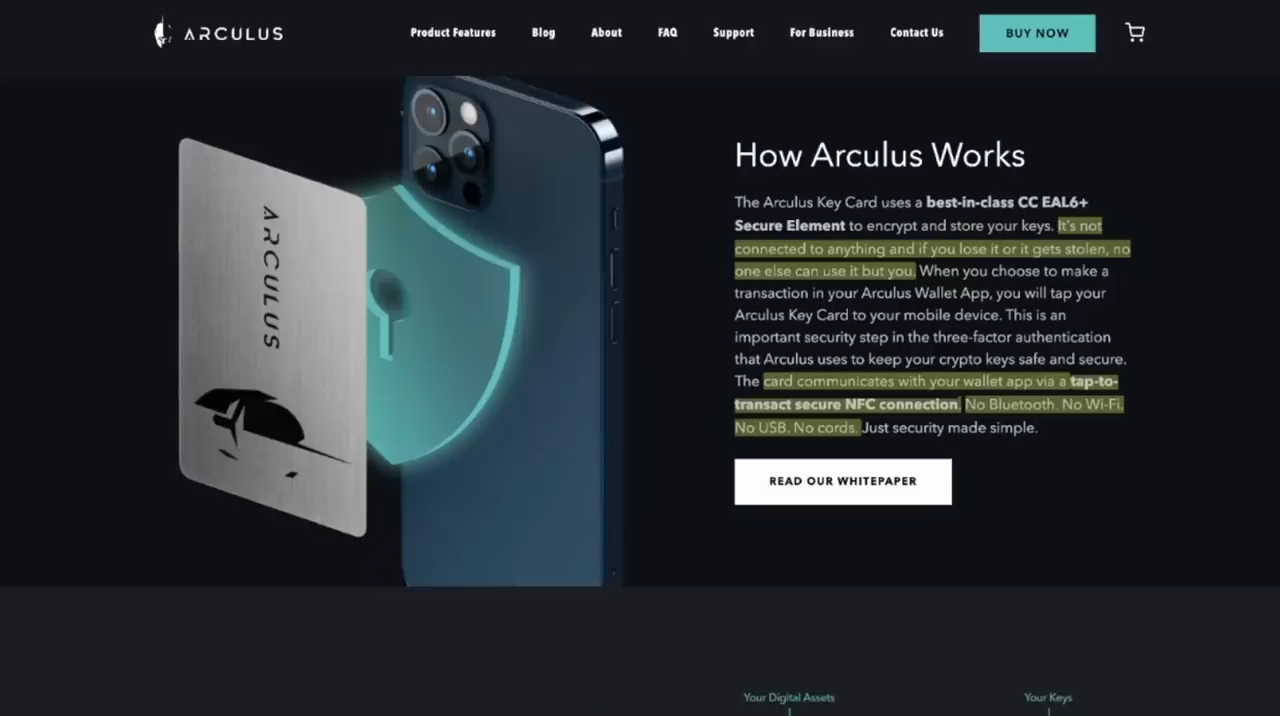 ARCULUS
Product Features
Blog
About
FAQ
Support
For Business
Contact Us
BUY NOW
ARCULUS
How Arculus Works
The Arculus Key Card uses a best-in-class CC EAL6+
Secure Element to encrypt and store your keys. It's not
connected to anything and if you lose it or it gets stolen, no
one else can use it but you. When you choose to make a
transaction in your Arculus Wallet App, you will tap your
Arculus Key Card to your mobile device. This is an
important security step in the three-factor authentication
that Arculus uses to keep your crypto keys safe and secure.
The card communicates with your wallet app via a tap-to-
transact secure NFC connection. No Bluetooth. No Wi-Fi.
No USB. No cords. Just security made simple.
READ OUR WHITEPAPER
Your Digital Assets
Your Keys